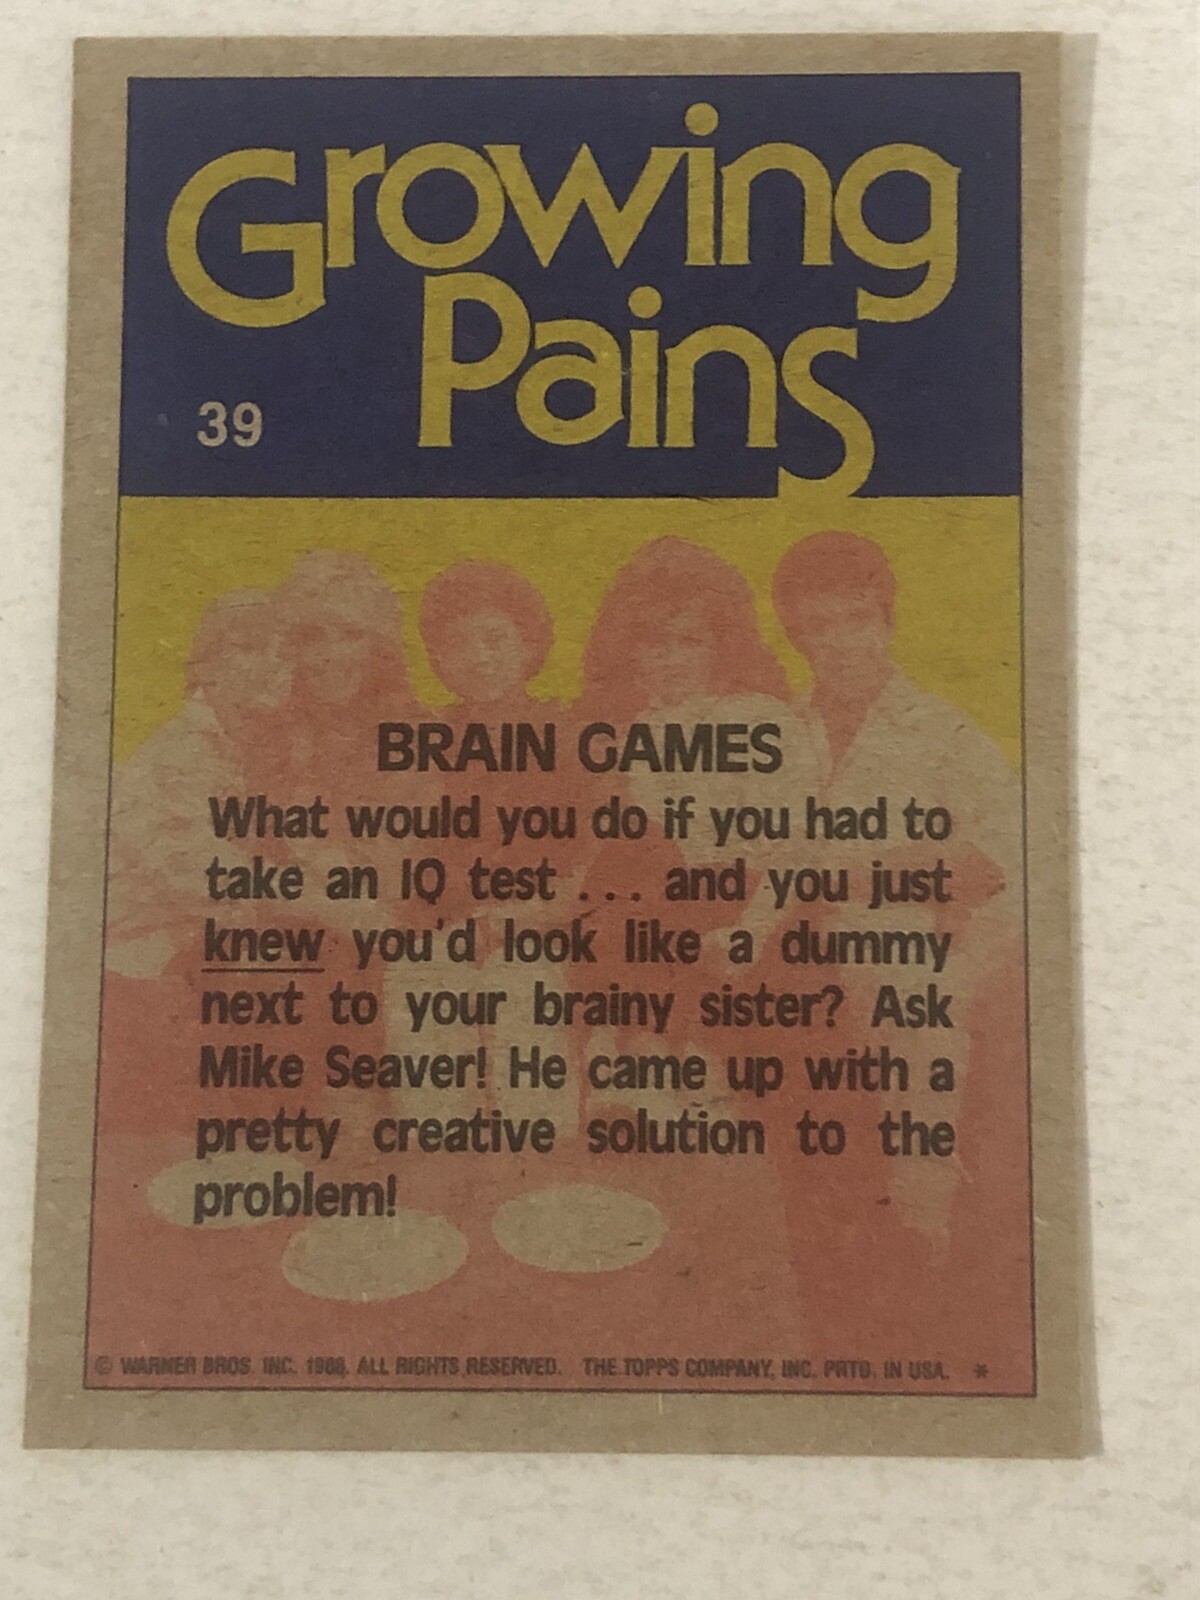 Growing
Pains
39
BRAIN GAMES
What would you do if you had to
take an IQ test ... and you just
knew you'd look like a dummy
next to your brainy sister? Ask
Mike Seaver! He came up with a
pretty creative solution to the
problem!
© WARNER BROS. INC. 1988. ALL RIGHTS RESERVED. THE TOPPS COMPANY, INC. PRTD. IN USA. *